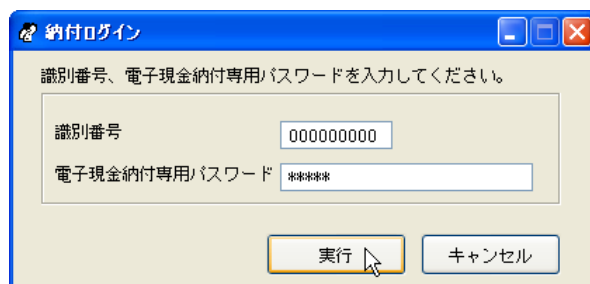 納付ログイン
識別番号、電子現金納付専用パスワードを入力してください。
識別番号 000000000
電子現金納付専用パスワード *****
実行 キャンセル